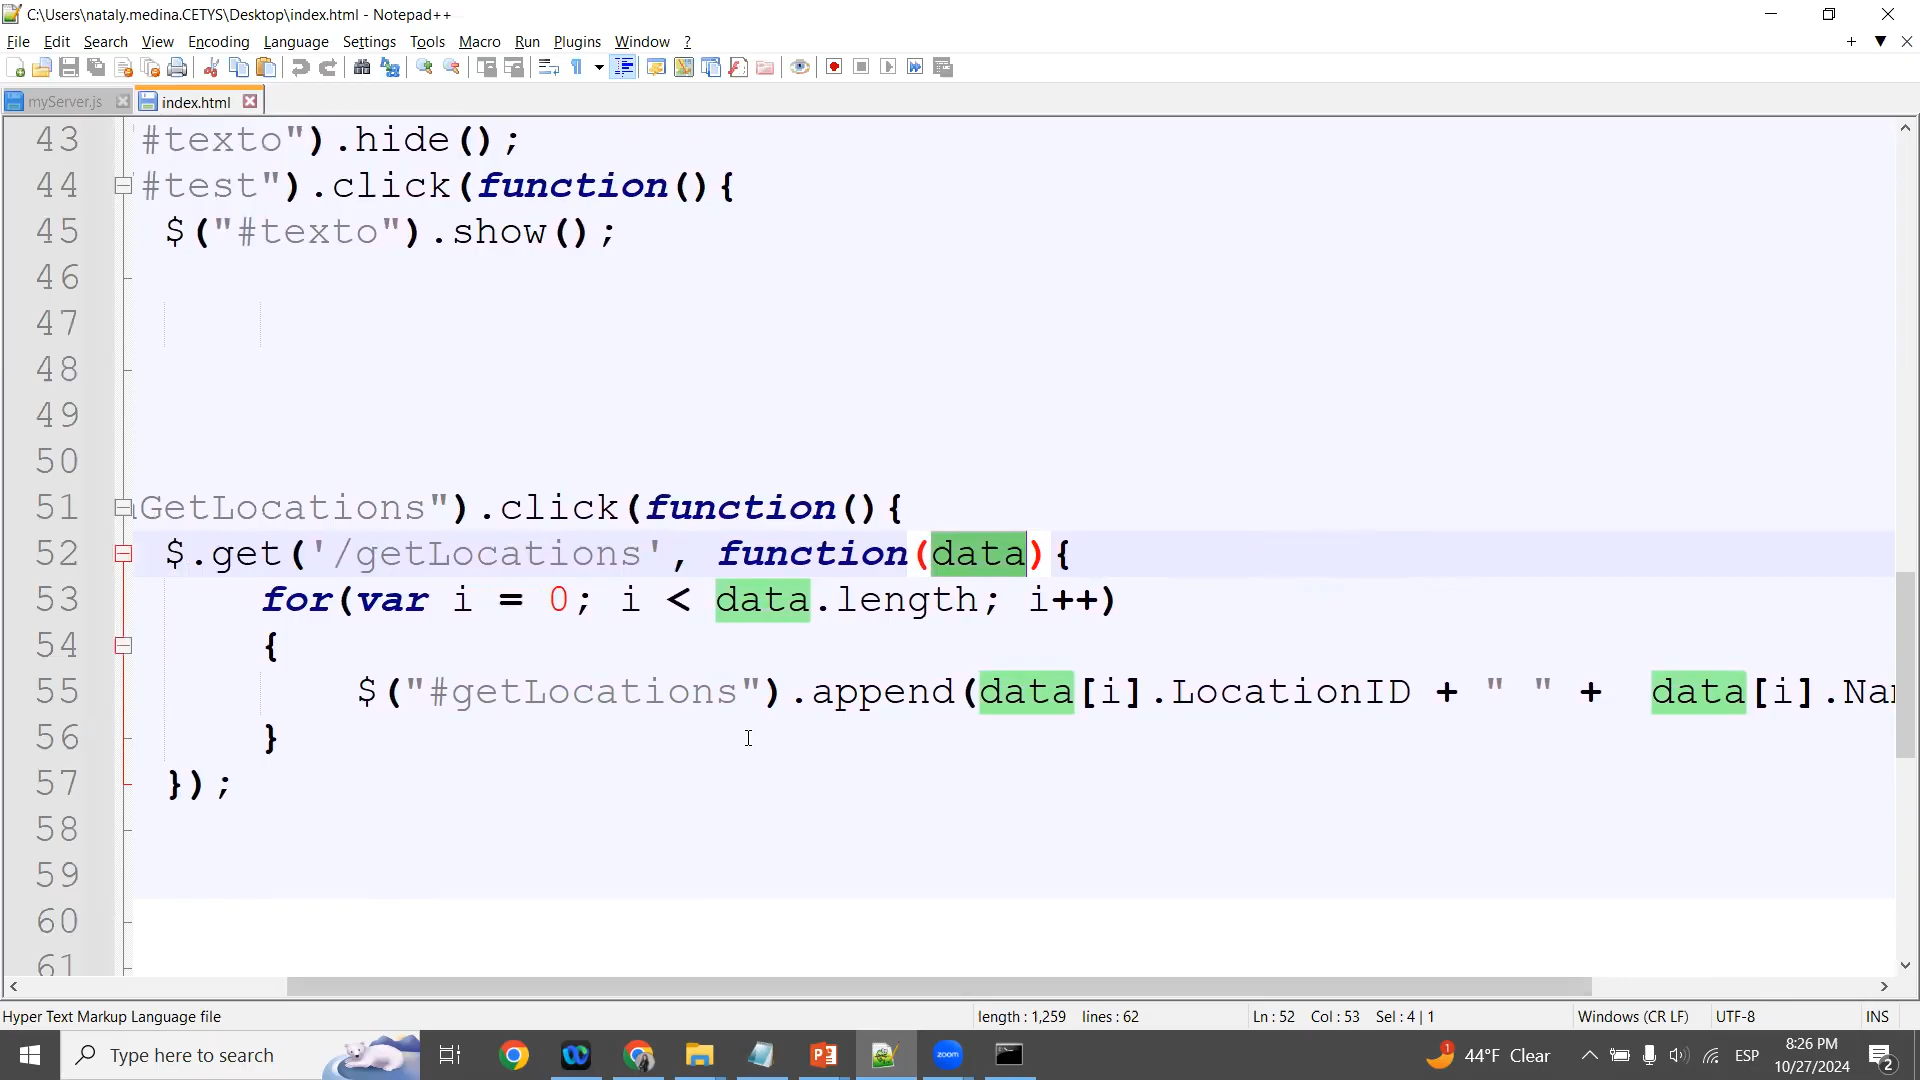 C:\Users\nataly.medina.CETYS\Desktop\index.html - Notepad++
File Edit Search View Encoding Language Settings Tools Macro Run Plugins Window ?
myServer.js index.html
43 #texto").hide();
44 #test").click(function(){
45 $("#texto").show();
46
47
48
49
50
51 GetLocations").click(function(){
52 $.get('/getLocations', function(data){
53 for(var i = 0; i < data.length; i++)
54 {
55 $("#getLocations").append(data[i].LocationID + " " + data[i].Na
56 }
57 });
58
59
60
61
Hyper Text Markup Language file length : 1,259 lines : 62 Ln : 52 Col : 53 Sel : 4 | 1 Windows (CR LF) UTF-8 INS
Type here to search zoom 1 44°F Clear ESP 8:26 PM
10/27/2024 2